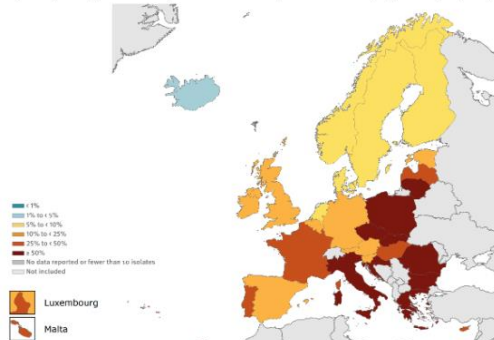 < 1%
1% to < 5%
5% to < 10%
10% to < 25%
25% to < 50%
≥ 50%
No data reported or fewer than 10 isolates
Not included
Luxembourg
Malta